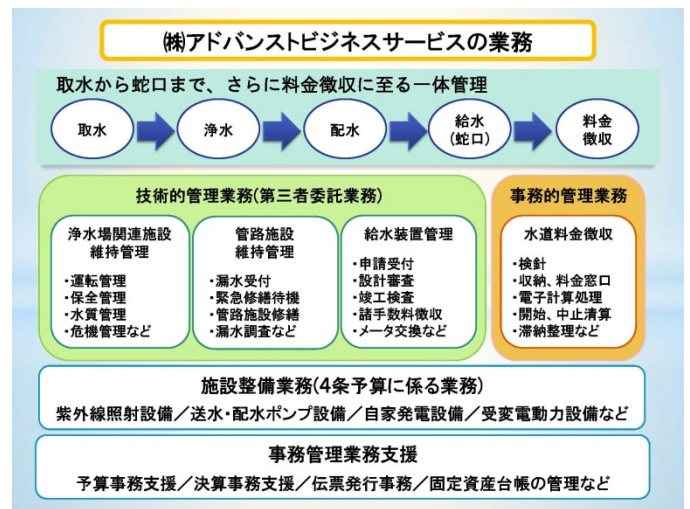 ㈱アドバンストビジネスサービスの業務
取水から蛇口まで、さらに料金徴収に至る一体管理
取水
浄水
配水
給水
(蛇口)
料金
徴収
技術的管理業務(第三者委託業務)
浄水場関連施設
維持管理
・運転管理
・保全管理
・水質管理
・危機管理など
管路施設
維持管理
・漏水受付
・緊急修繕待機
・管路施設修繕
・漏水調査など
給水装置管理
・申請受付
・設計審査
・竣工検査
・諸手数料徴収
・メータ交換など
事務的管理業務
水道料金徴収
・検針
・収納、料金窓口
・電子計算処理
・開始、中止清算
・滞納整理など
施設整備業務(4条予算に係る業務)
紫外線照射設備／送水・配水ポンプ設備／自家発電設備／受変電動力設備など
事務管理業務支援
予算事務支援／決算事務支援／伝票発行事務／固定資産台帳の管理など